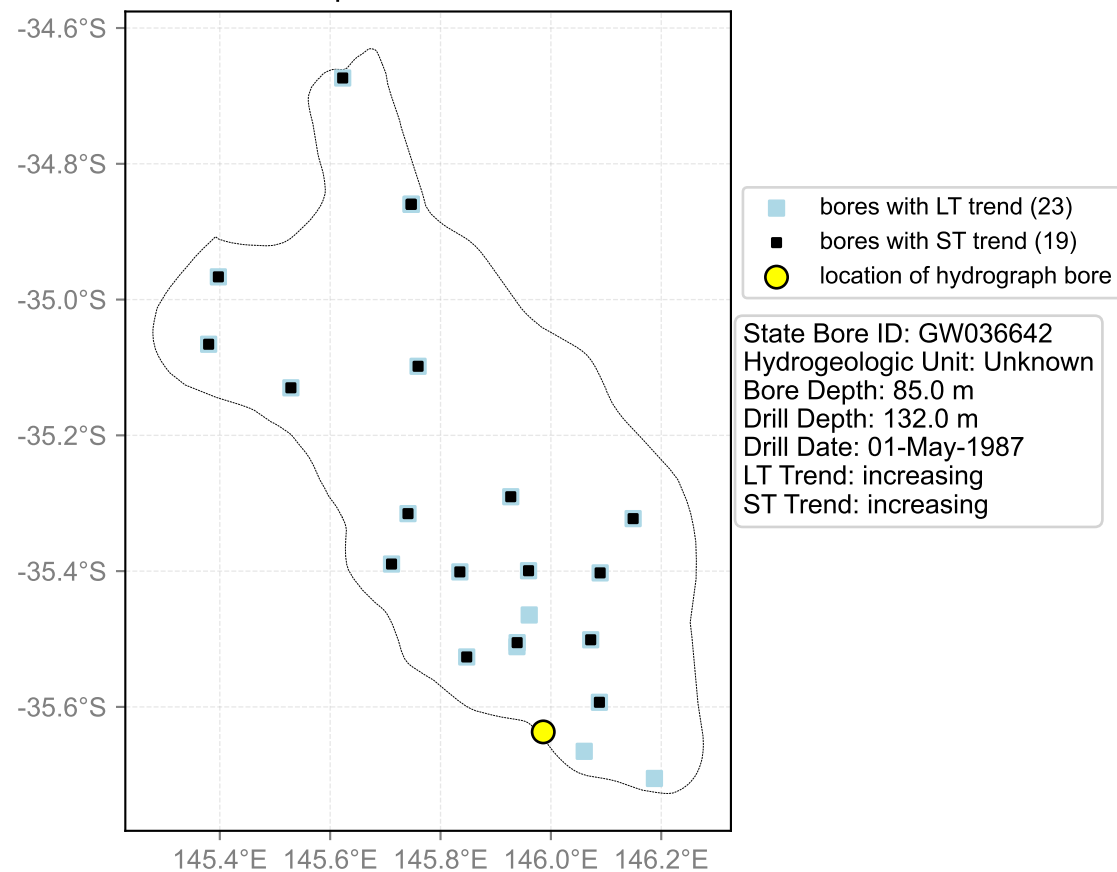 -34.6°S
-34.8°S
-35.0°S
-35.2°S
-35.4°S
-35.6°S
145.4°E 145.6°E 145.8°E 146.0°E 146.2°E
bores with LT trend (23)
bores with ST trend (19)
location of hydrograph bore
State Bore ID: GW036642
Hydrogeologic Unit: Unknown
Bore Depth: 85.0 m
Drill Depth: 132.0 m
Drill Date: 01-May-1987
LT Trend: increasing
ST Trend: increasing